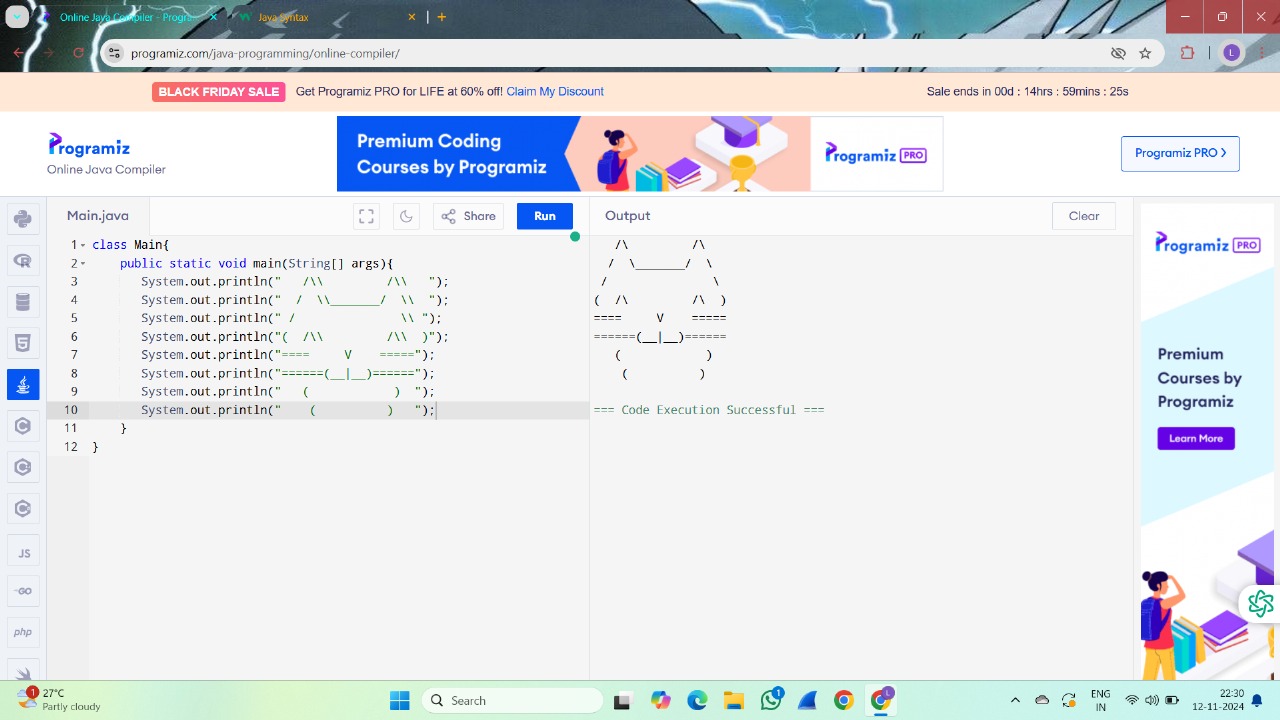 Online Java Compiler - Progra
Java Syntax
programiz.com/java-programming/online-compiler/
L
BLACK FRIDAY SALE Get Programiz PRO for LIFE at 60% off! Claim My Discount
Sale ends in 00d : 14hrs : 59mins : 25s
Programiz
Online Java Compiler
Premium Coding
Courses by Programiz
Programiz PRO
Programiz PRO >
Main.java
Share
Run
Output
Clear
1 class Main{
2     public static void main(String[] args){
3        System.out.println("   /\\         /\\   ");
4        System.out.println("  /  \\_______/  \\  ");
5        System.out.println(" /               \\ ");
6        System.out.println("(  /\\         /\\  )");
7        System.out.println("====     V    =====");
8        System.out.println("======(__|__)======");
9        System.out.println("   (            )  ");
10        System.out.println("    (          )   ");
11     }
12 }
   /\         /\
  /  \_______/  \
 /               \
(  /\         /\  )
====     V    =====
======(__|__)======
   (            )
    (          )
=== Code Execution Successful ===
Programiz PRO
Premium
Courses by
Programiz
Learn More
JS
GO
php
1
27°C
Partly cloudy
Search
1
L
ENG
IN
22:30
12-11-2024